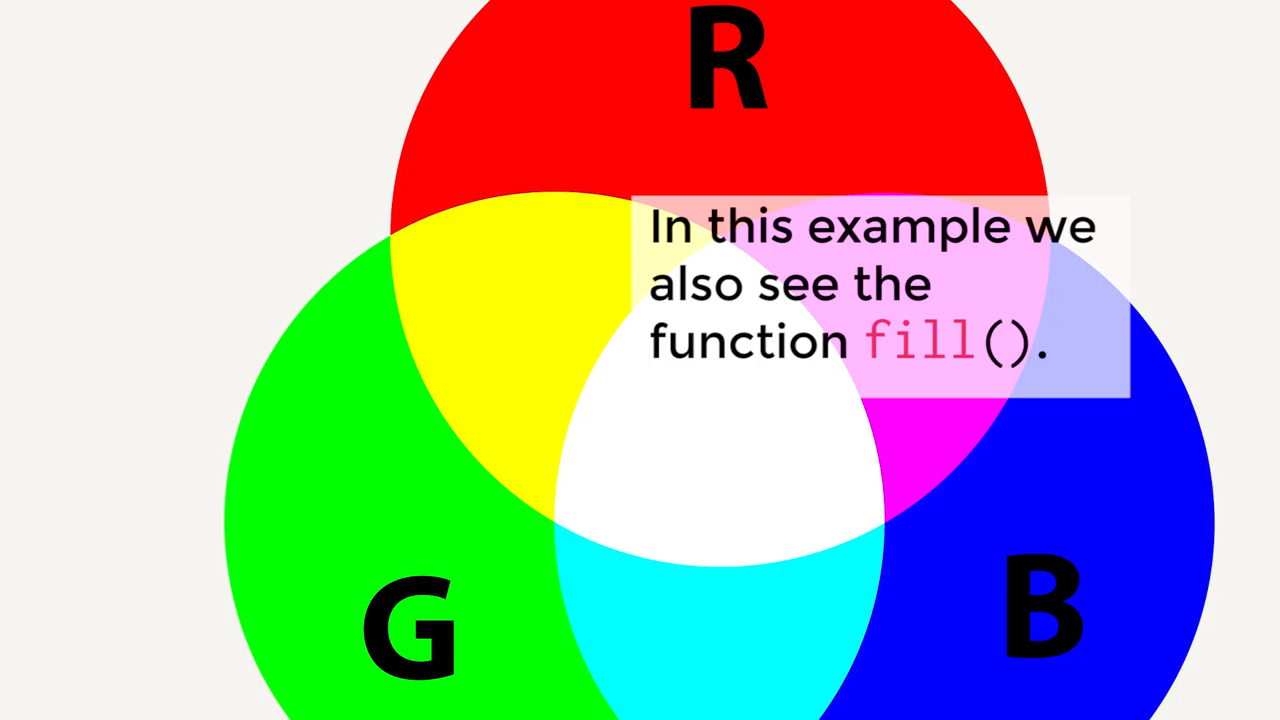 R
In this example we
also see the
function fill().
G
B